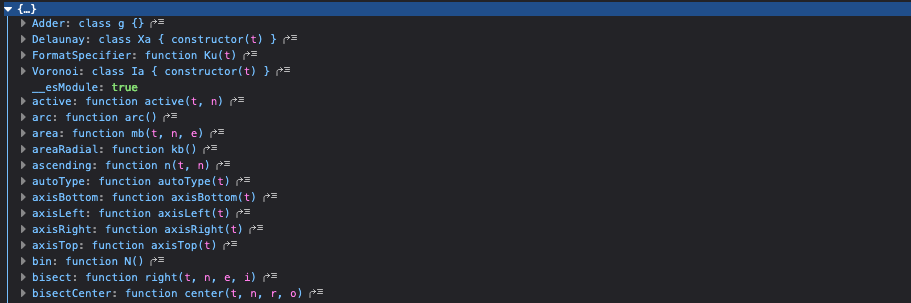 {…}
Adder: class g {}
Delaunay: class Xa { constructor(t) }
FormatSpecifier: function Ku(t)
Voronoi: class Ia { constructor(t) }
__esModule: true
active: function active(t, n)
arc: function arc()
area: function mb(t, n, e)
areaRadial: function kb()
ascending: function n(t, n)
autoType: function autoType(t)
axisBottom: function axisBottom(t)
axisLeft: function axisLeft(t)
axisRight: function axisRight(t)
axisTop: function axisTop(t)
bin: function N()
bisect: function right(t, n, e, i)
bisectCenter: function center(t, n, r, o)